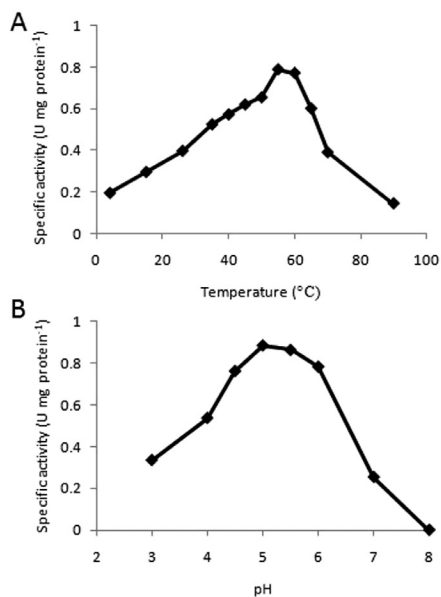 A
Specific activity (U mg protein-1)
1
0.8
0.6
0.4
0.2
0
0 20 40 60 80 100
Temperature (°C)
B
Specific activity (U mg protein-1)
1
0.8
0.6
0.4
0.2
0
2 3 4 5 6 7 8
pH